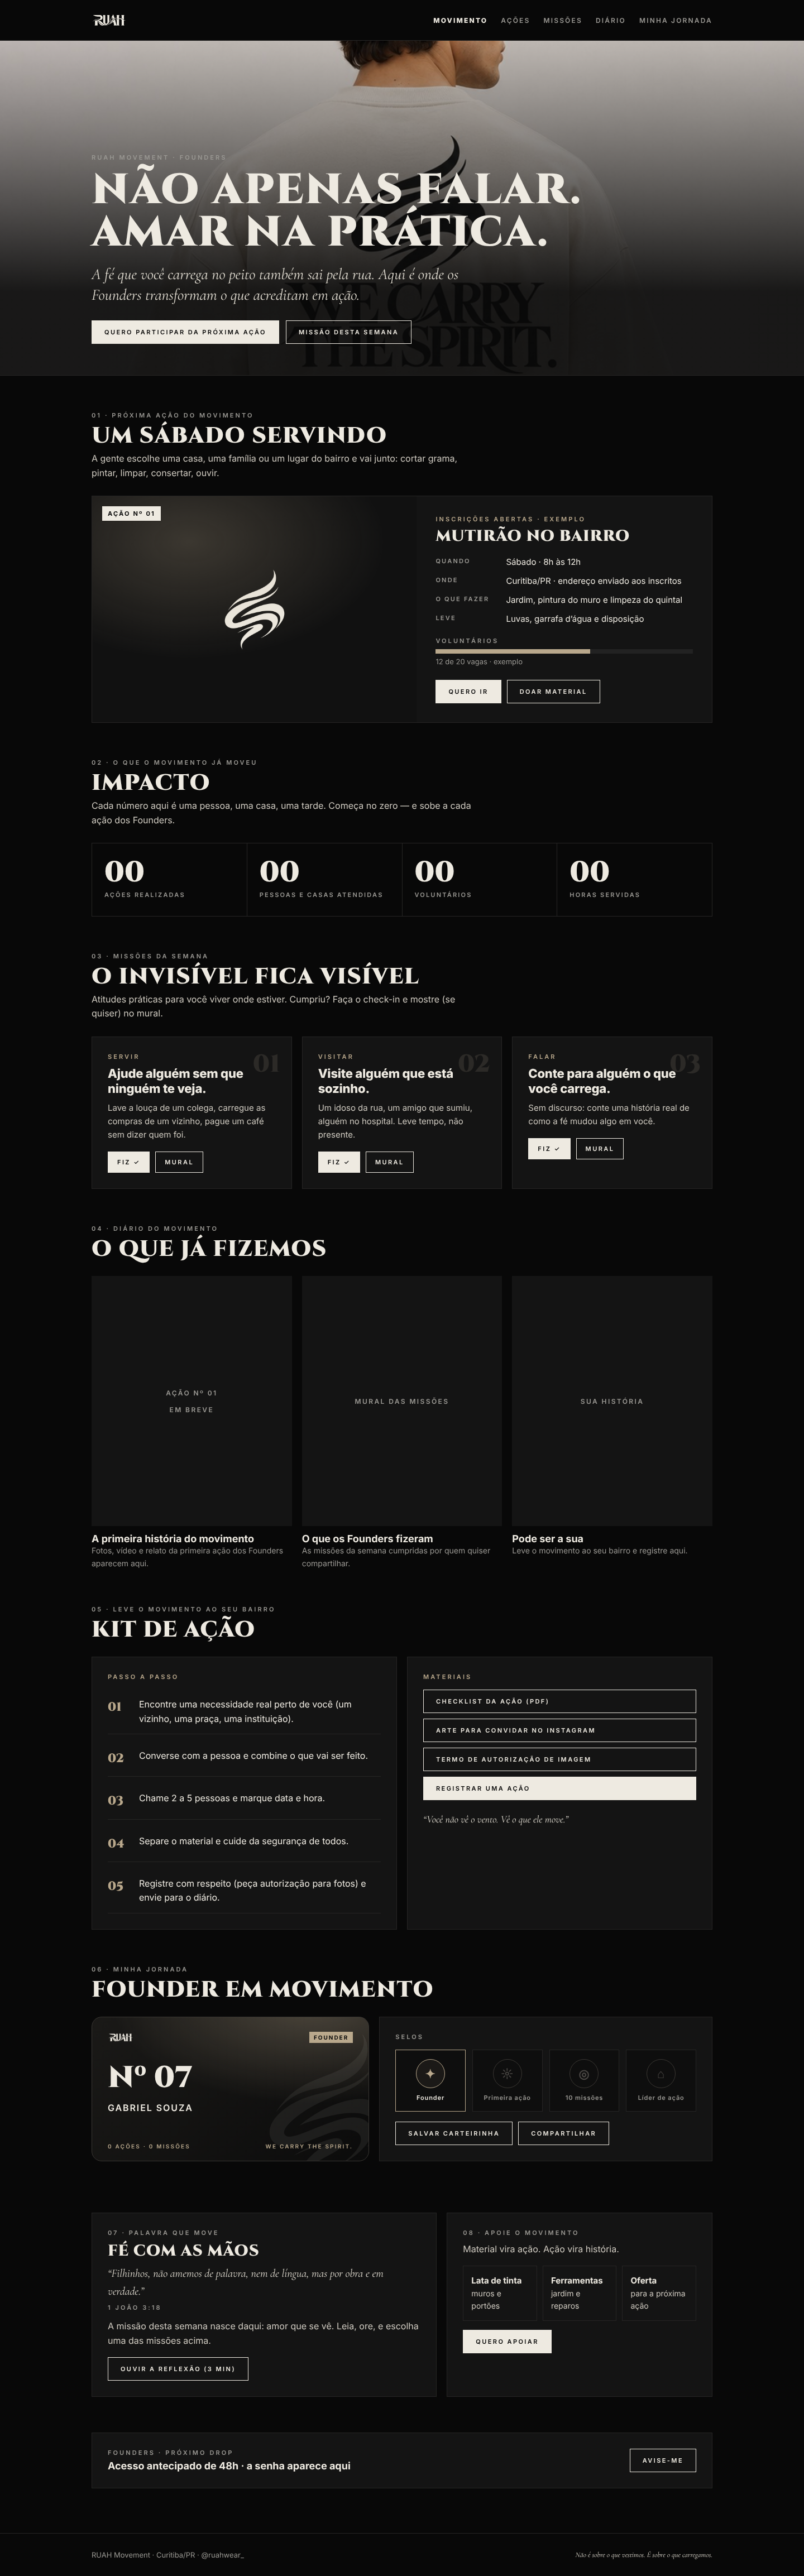 RUAH
MOVIMENTO AÇÕES MISSÕES DIÁRIO MINHA JORNADA
RUAH MOVEMENT · FOUNDERS
NÃO APENAS FALAR.
AMAR NA PRÁTICA.
A fé que você carrega no peito também sai pela rua. Aqui é onde os
Founders transformam o que acreditam em ação.
WE CARRY
THE SPIRIT.
QUERO PARTICIPAR DA PRÓXIMA AÇÃO MISSÃO DESTA SEMANA
01 · PRÓXIMA AÇÃO DO MOVIMENTO
UM SÁBADO SERVINDO
A gente escolhe uma casa, uma família ou um lugar do bairro e vai junto: cortar grama,
pintar, limpar, consertar, ouvir.
AÇÃO Nº 01
INSCRIÇÕES ABERTAS · EXEMPLO
MUTIRÃO NO BAIRRO
QUANDO Sábado · 8h às 12h
ONDE Curitiba/PR · endereço enviado aos inscritos
O QUE FAZER Jardim, pintura do muro e limpeza do quintal
LEVE Luvas, garrafa d’água e disposição
VOLUNTÁRIOS
12 de 20 vagas · exemplo
QUERO IR DOAR MATERIAL
02 · O QUE O MOVIMENTO JÁ MOVEU
IMPACTO
Cada número aqui é uma pessoa, uma casa, uma tarde. Começa no zero — e sobe a cada
ação dos Founders.
00 00 00 00
AÇÕES REALIZADAS PESSOAS E CASAS ATENDIDAS VOLUNTÁRIOS HORAS SERVIDAS
03 · MISSÕES DA SEMANA
O INVISÍVEL FICA VISÍVEL
Atitudes práticas para você viver onde estiver. Cumpriu? Faça o check-in e mostre (se
quiser) no mural.
01
SERVIR
Ajude alguém sem que
ninguém te veja.
Lave a louça de um colega, carregue as
compras de um vizinho, pague um café
sem dizer quem foi.
FIZ ✓ MURAL
02
VISITAR
Visite alguém que está
sozinho.
Um idoso da rua, um amigo que sumiu,
alguém no hospital. Leve tempo, não
presente.
FIZ ✓ MURAL
03
FALAR
Conte para alguém o que
você carrega.
Sem discurso: conte uma história real de
como a fé mudou algo em você.
FIZ ✓ MURAL
04 · DIÁRIO DO MOVIMENTO
O QUE JÁ FIZEMOS
AÇÃO Nº 01
EM BREVE
A primeira história do movimento
Fotos, vídeo e relato da primeira ação dos Founders
aparecem aqui.
MURAL DAS MISSÕES
O que os Founders fizeram
As missões da semana cumpridas por quem quiser
compartilhar.
SUA HISTÓRIA
Pode ser a sua
Leve o movimento ao seu bairro e registre aqui.
05 · LEVE O MOVIMENTO AO SEU BAIRRO
KIT DE AÇÃO
PASSO A PASSO
01 Encontre uma necessidade real perto de você (um
vizinho, uma praça, uma instituição).
02 Converse com a pessoa e combine o que vai ser feito.
03 Chame 2 a 5 pessoas e marque data e hora.
04 Separe o material e cuide da segurança de todos.
05 Registre com respeito (peça autorização para fotos) e
envie para o diário.
MATERIAIS
CHECKLIST DA AÇÃO (PDF)
ARTE PARA CONVIDAR NO INSTAGRAM
TERMO DE AUTORIZAÇÃO DE IMAGEM
REGISTRAR UMA AÇÃO
“Você não vê o vento. Vê o que ele move.”
06 · MINHA JORNADA
FOUNDER EM MOVIMENTO
RUAH FOUNDER
Nº 07
GABRIEL SOUZA
0 AÇÕES · 0 MISSÕES WE CARRY THE SPIRIT.
SELOS
Founder Primeira ação 10 missões Líder de ação
SALVAR CARTEIRINHA COMPARTILHAR
07 · PALAVRA QUE MOVE
FÉ COM AS MÃOS
“Filhinhos, não amemos de palavra, nem de língua, mas por obra e em
verdade.”
1 JOÃO 3:18
A missão desta semana nasce daqui: amor que se vê. Leia, ore, e escolha
uma das missões acima.
OUVIR A REFLEXÃO (3 MIN)
08 · APOIE O MOVIMENTO
Material vira ação. Ação vira história.
Lata de tinta
muros e
portões
Ferramentas
jardim e
reparos
Oferta
para a próxima
ação
QUERO APOIAR
FOUNDERS · PRÓXIMO DROP
Acesso antecipado de 48h · a senha aparece aqui
AVISE-ME
RUAH Movement · Curitiba/PR · @ruahwear_
Não é sobre o que vestimos. É sobre o que carregamos.